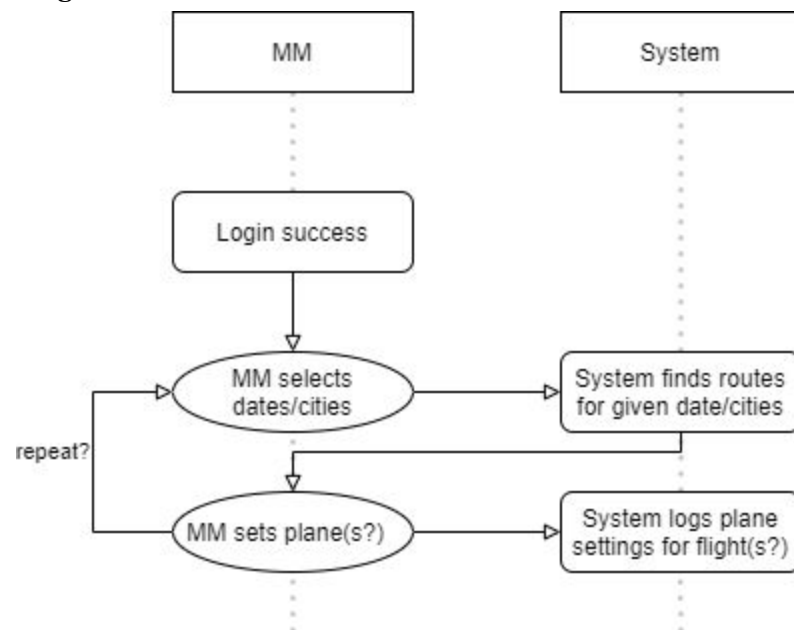 MM
System
Login success
MM selects
dates/cities
System finds routes
for given date/cities
repeat?
MM sets plane(s?)
System logs plane
settings for flight(s?)